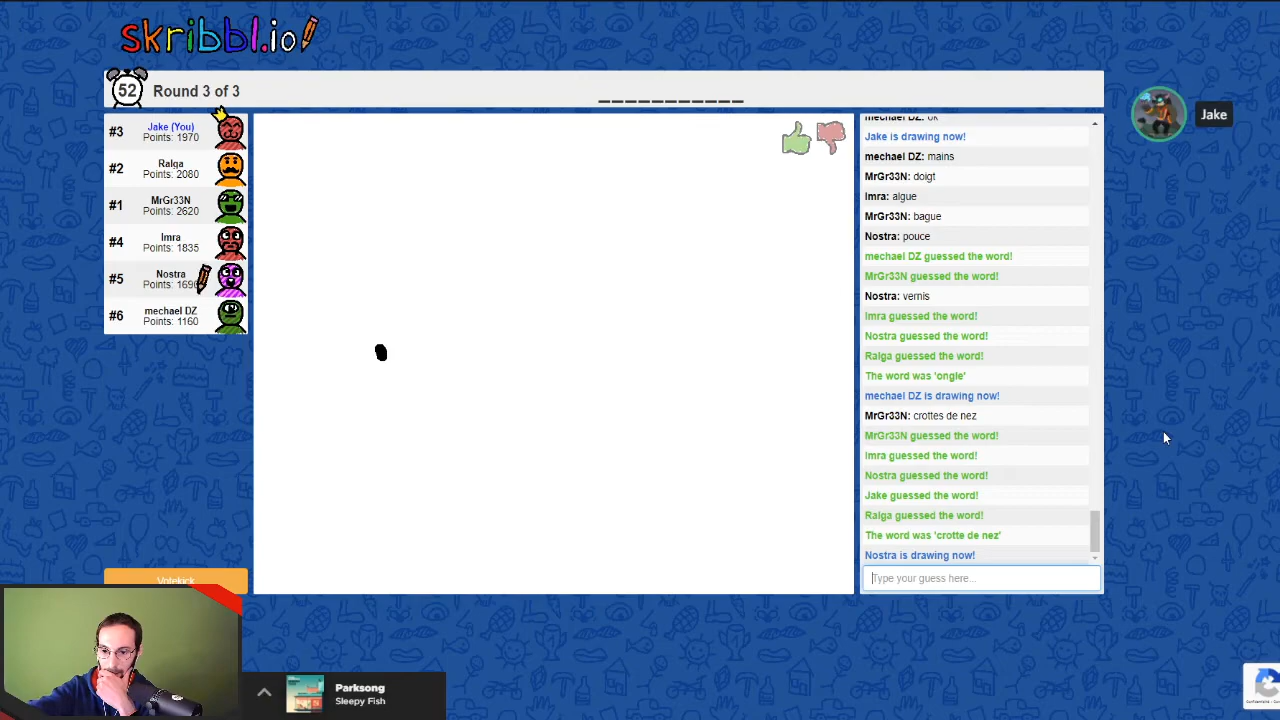 skribbl.io
52
Round 3 of 3
___________
#3
Jake (You)
Points: 1970
#2
Ralga
Points: 2080
#1
MrGr33N
Points: 2620
#4
Imra
Points: 1835
#5
Nostra
#6
mechael DZ
Points: 1160
Votekick
mechael DZ: ok
Jake is drawing now!
mechael DZ: mains
MrGr33N: doigt
Imra: algue
MrGr33N: bague
Nostra: pouce
mechael DZ guessed the word!
MrGr33N guessed the word!
Nostra: vernis
Imra guessed the word!
Nostra guessed the word!
Ralga guessed the word!
The word was 'ongle'
mechael DZ is drawing now!
MrGr33N: crottes de nez
MrGr33N guessed the word!
Imra guessed the word!
Nostra guessed the word!
Jake guessed the word!
Ralga guessed the word!
The word was 'crotte de nez'
Nostra is drawing now!
Type your guess here...
Jake
Parksong
Sleepy Fish